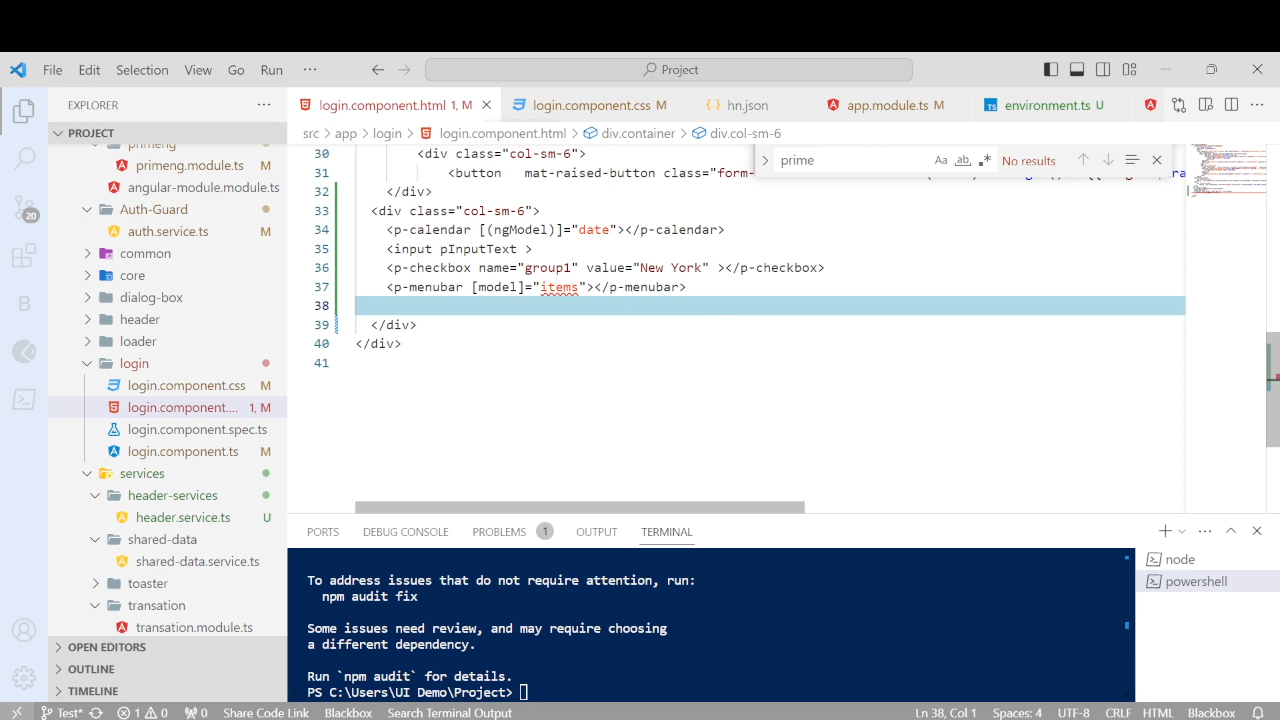 File Edit Selection View Go Run ··· Project
EXPLORER ···
login.component.html 1, M
login.component.css M
hn.json
app.module.ts M
environment.ts U
PROJECT
src > app > login > login.component.html > div.container > div.col-sm-6
primeng
primeng.module.ts M
angular-module.module.ts
Auth-Guard
auth.service.ts M
common
core
dialog-box
header
loader
login
login.component.css M
login.component.... 1, M
login.component.spec.ts
login.component.ts M
services
header-services
header.service.ts U
shared-data
shared-data.service.ts
toaster
transation
transation.module.ts
OPEN EDITORS
OUTLINE
TIMELINE
20
prime
No results
30 <div class="col-sm-6">
31 <button mat-raised-button class="form-
32 </div>
33 <div class="col-sm-6">
34 <p-calendar [(ngModel)]="date"></p-calendar>
35 <input pInputText >
36 <p-checkbox name="group1" value="New York" ></p-checkbox>
37 <p-menubar [model]="items"></p-menubar>
38
39 </div>
40 </div>
41
PORTS DEBUG CONSOLE PROBLEMS 1 OUTPUT TERMINAL
To address issues that do not require attention, run:
npm audit fix
Some issues need review, and may require choosing
a different dependency.
Run `npm audit` for details.
PS C:\Users\UI Demo\Project>
node
powershell
Test* 1 0 0 Share Code Link Blackbox Search Terminal Output Ln 38, Col 1 Spaces: 4 UTF-8 CRLF HTML Blackbox